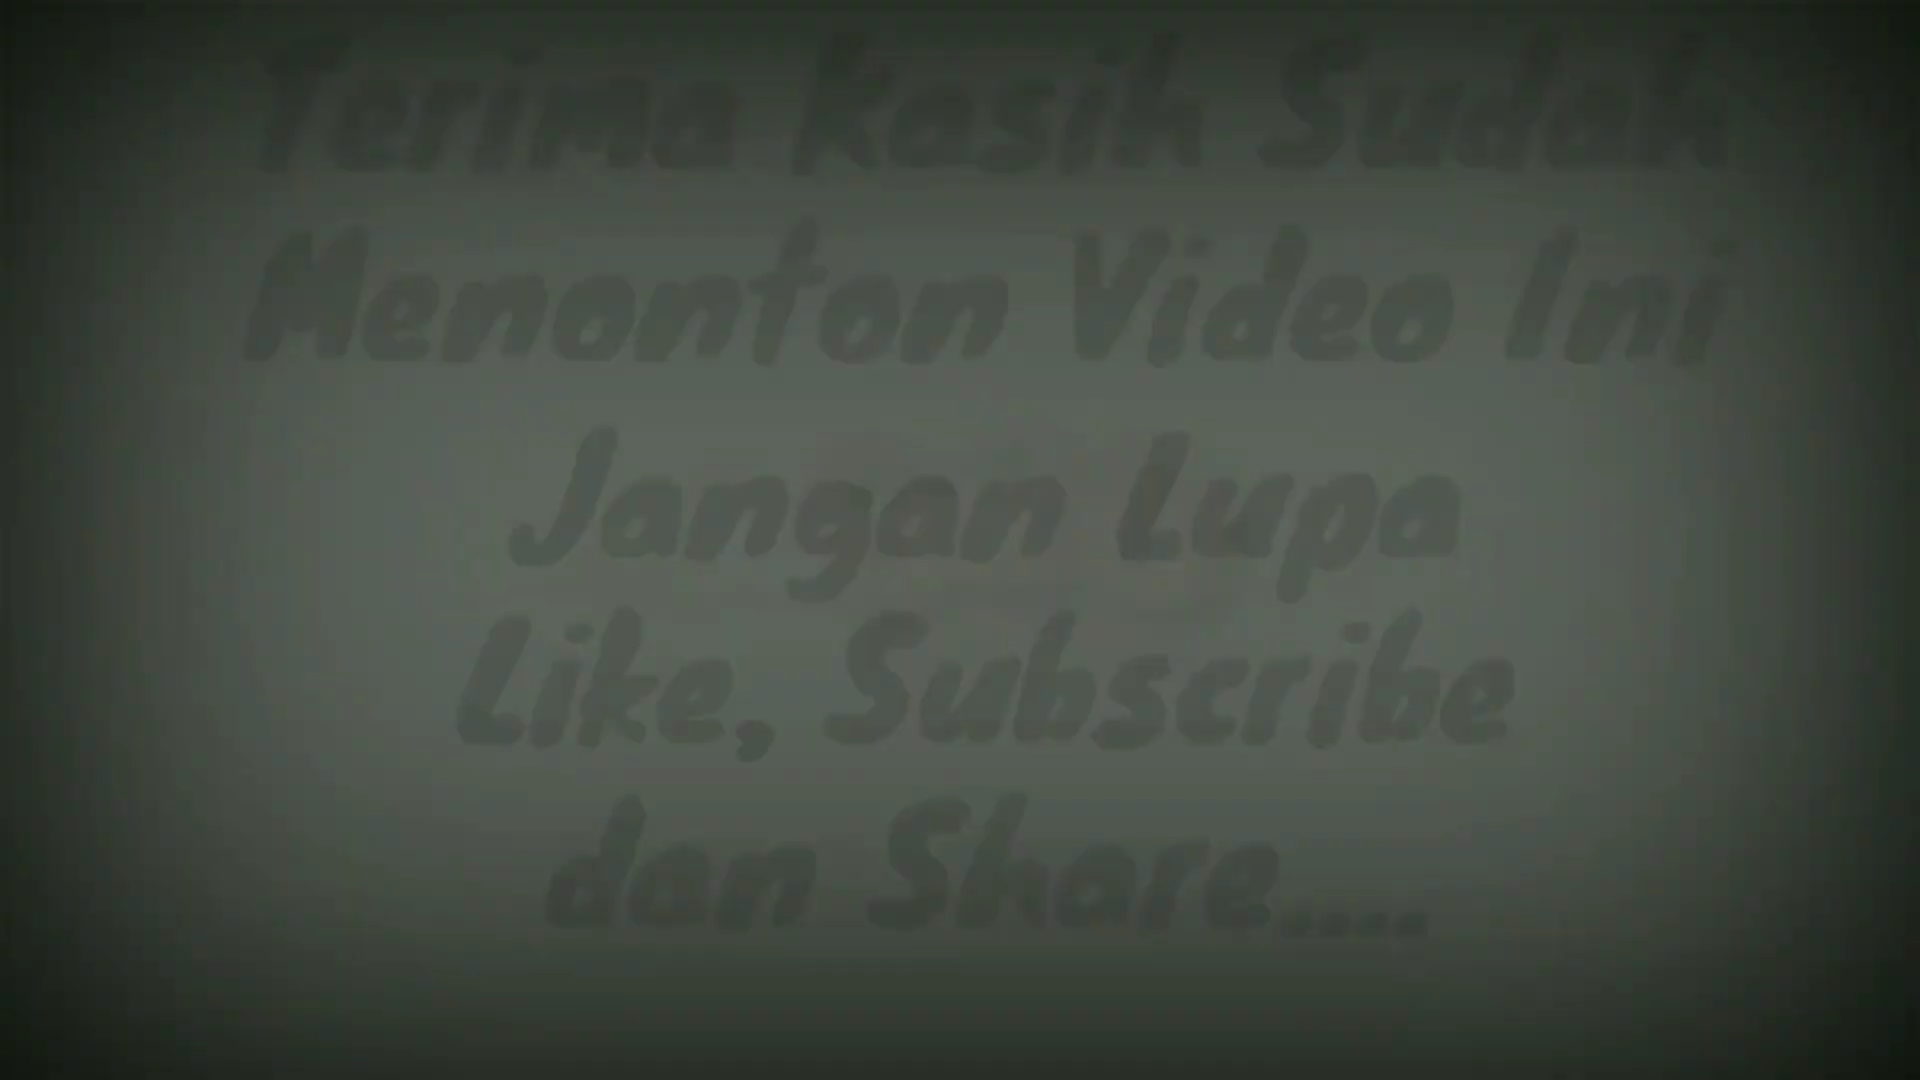 Terima Kasih Sudah
Menonton Video Ini
Jangan Lupa
Like, Subscribe
dan Share....